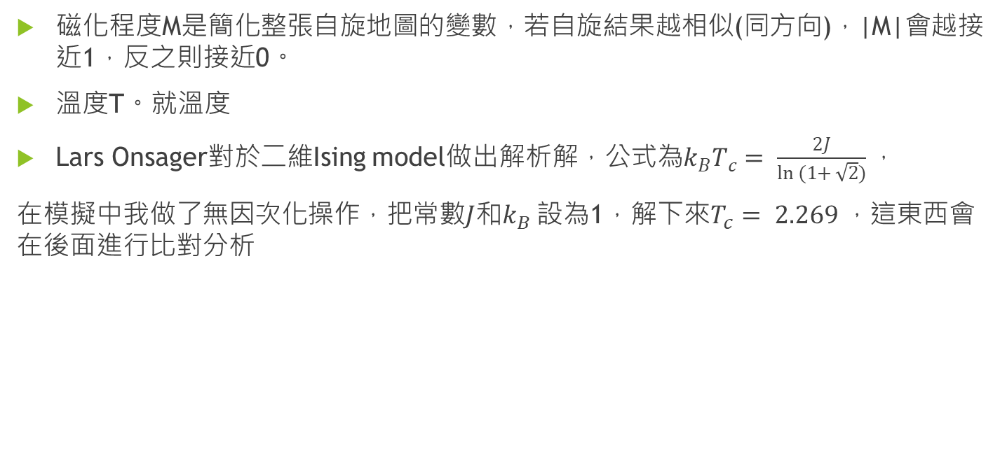 磁化程度M是簡化整張自旋地圖的變數，若自旋結果越相似(同方向)，|M|會越接
近1，反之則接近0。
溫度T。就溫度
Lars Onsager對於二維Ising model做出解析解，公式為$k_B T_c = \frac{2J}{\ln(1+\sqrt{2})}$，
在模擬中我做了無因次化操作，把常數$J$和$k_B$ 設為1，解下來$T_c = 2.269$ ，這東西會
在後面進行比對分析